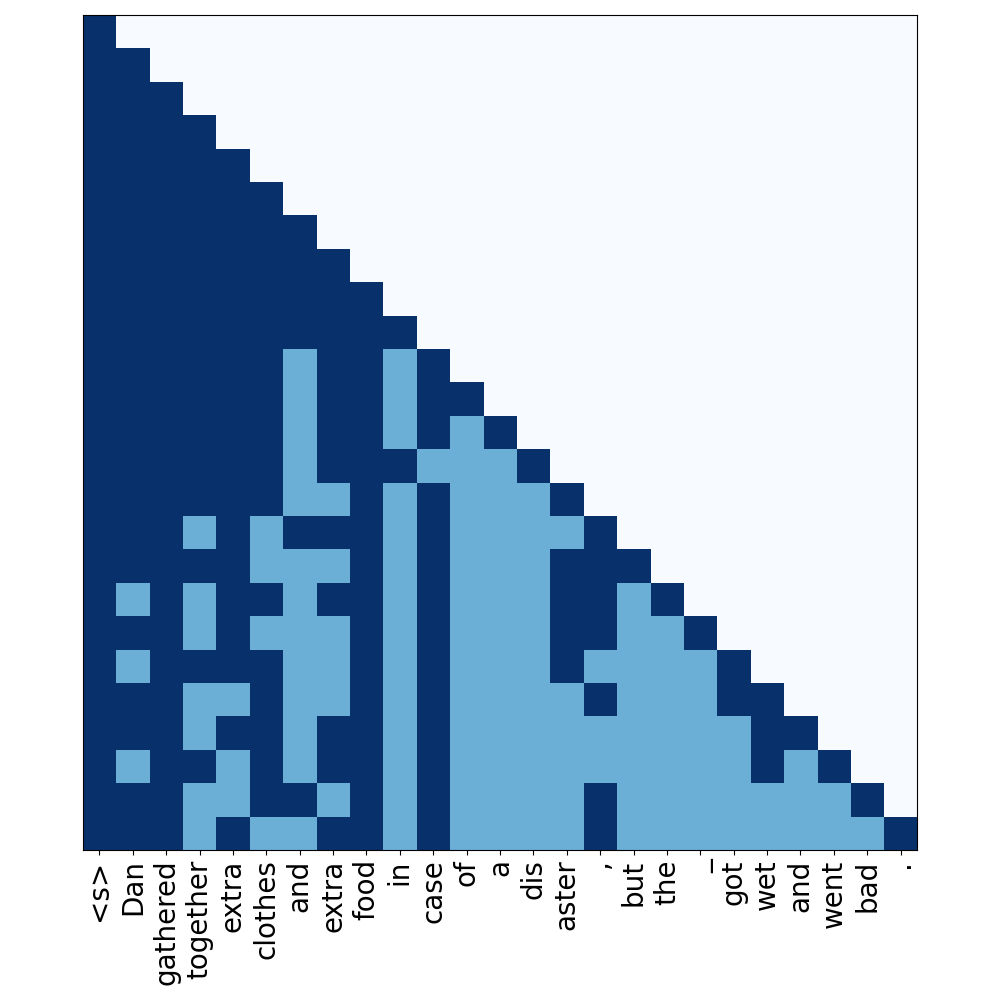 <s> Dan gathered together extra clothes and extra food in case of a dis aster , but the _ got wet and went bad .